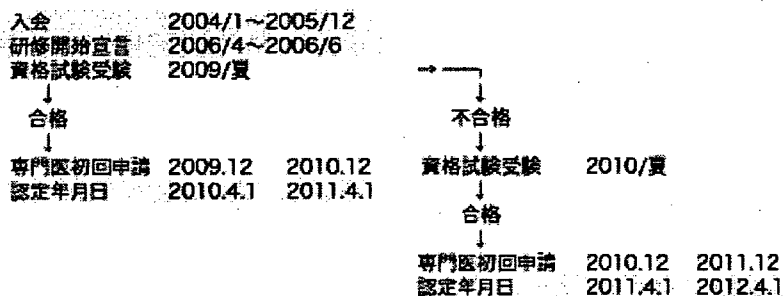 入会 2004/1～2005/12
研修開始宣言 2006/4～2006/6
資格試験受験 2009/夏 → ─┐
↓ ↓
合格 不合格
↓ ↓
専門医初回申請 2009.12 2010.12 資格試験受験 2010/夏
認定年月日 2010.4.1 2011.4.1 ↓
合格
↓
専門医初回申請 2010.12 2011.12
認定年月日 2011.4.1 2012.4.1